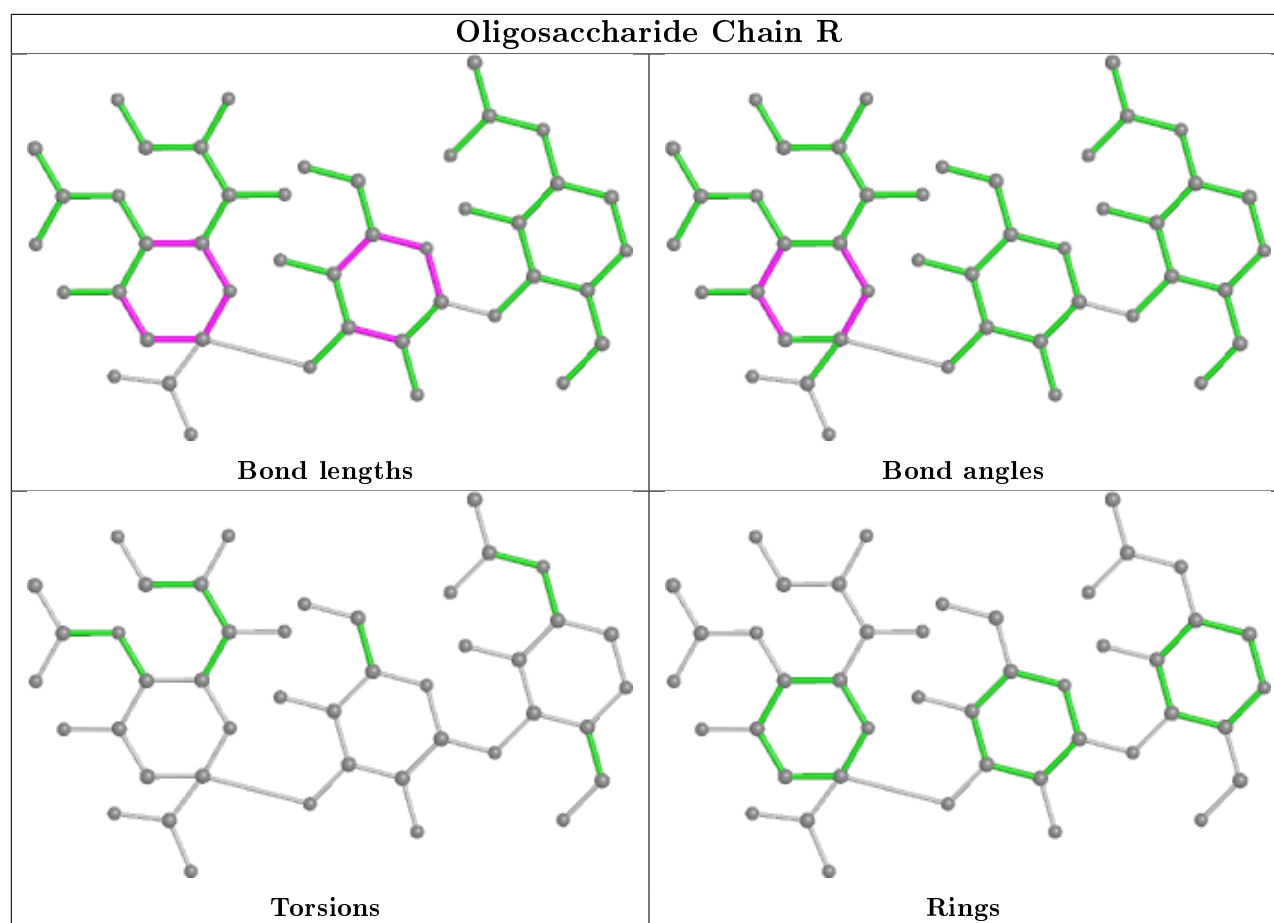 Oligosaccharide Chain R
Bond lengths
Bond angles
Torsions
Rings